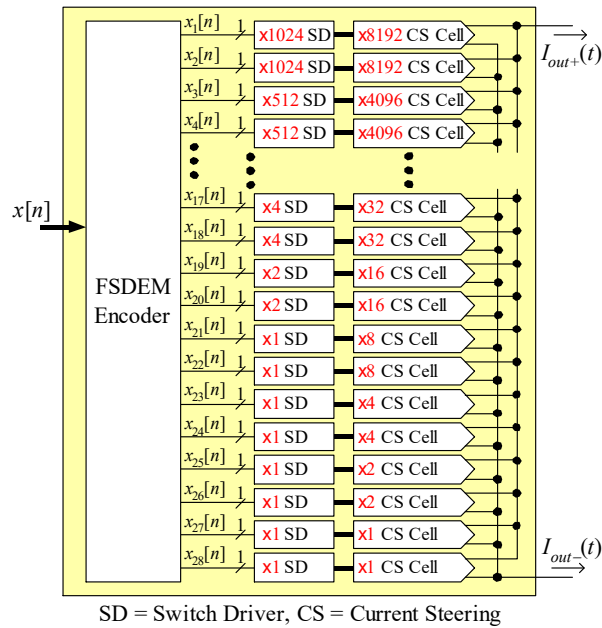 x₁[n] 1 x1024 SD x8192 CS Cell
I_out+(t)
x₂[n] 1 x1024 SD x8192 CS Cell
x₃[n] 1 x512 SD x4096 CS Cell
x₄[n] 1 x512 SD x4096 CS Cell
x₁₇[n] 1 x4 SD x32 CS Cell
x[n]
x₁₈[n] 1 x4 SD x32 CS Cell
x₁₉[n] 1 x2 SD x16 CS Cell
FSDEM
Encoder
x₂₀[n] 1 x2 SD x16 CS Cell
x₂₁[n] 1 x1 SD x8 CS Cell
x₂₂[n] 1 x1 SD x8 CS Cell
x₂₃[n] 1 x1 SD x4 CS Cell
x₂₄[n] 1 x1 SD x4 CS Cell
x₂₅[n] 1 x1 SD x2 CS Cell
x₂₆[n] 1 x1 SD x2 CS Cell
x₂₇[n] 1 x1 SD x1 CS Cell
I_out−(t)
x₂₈[n] 1 x1 SD x1 CS Cell
SD = Switch Driver, CS = Current Steering